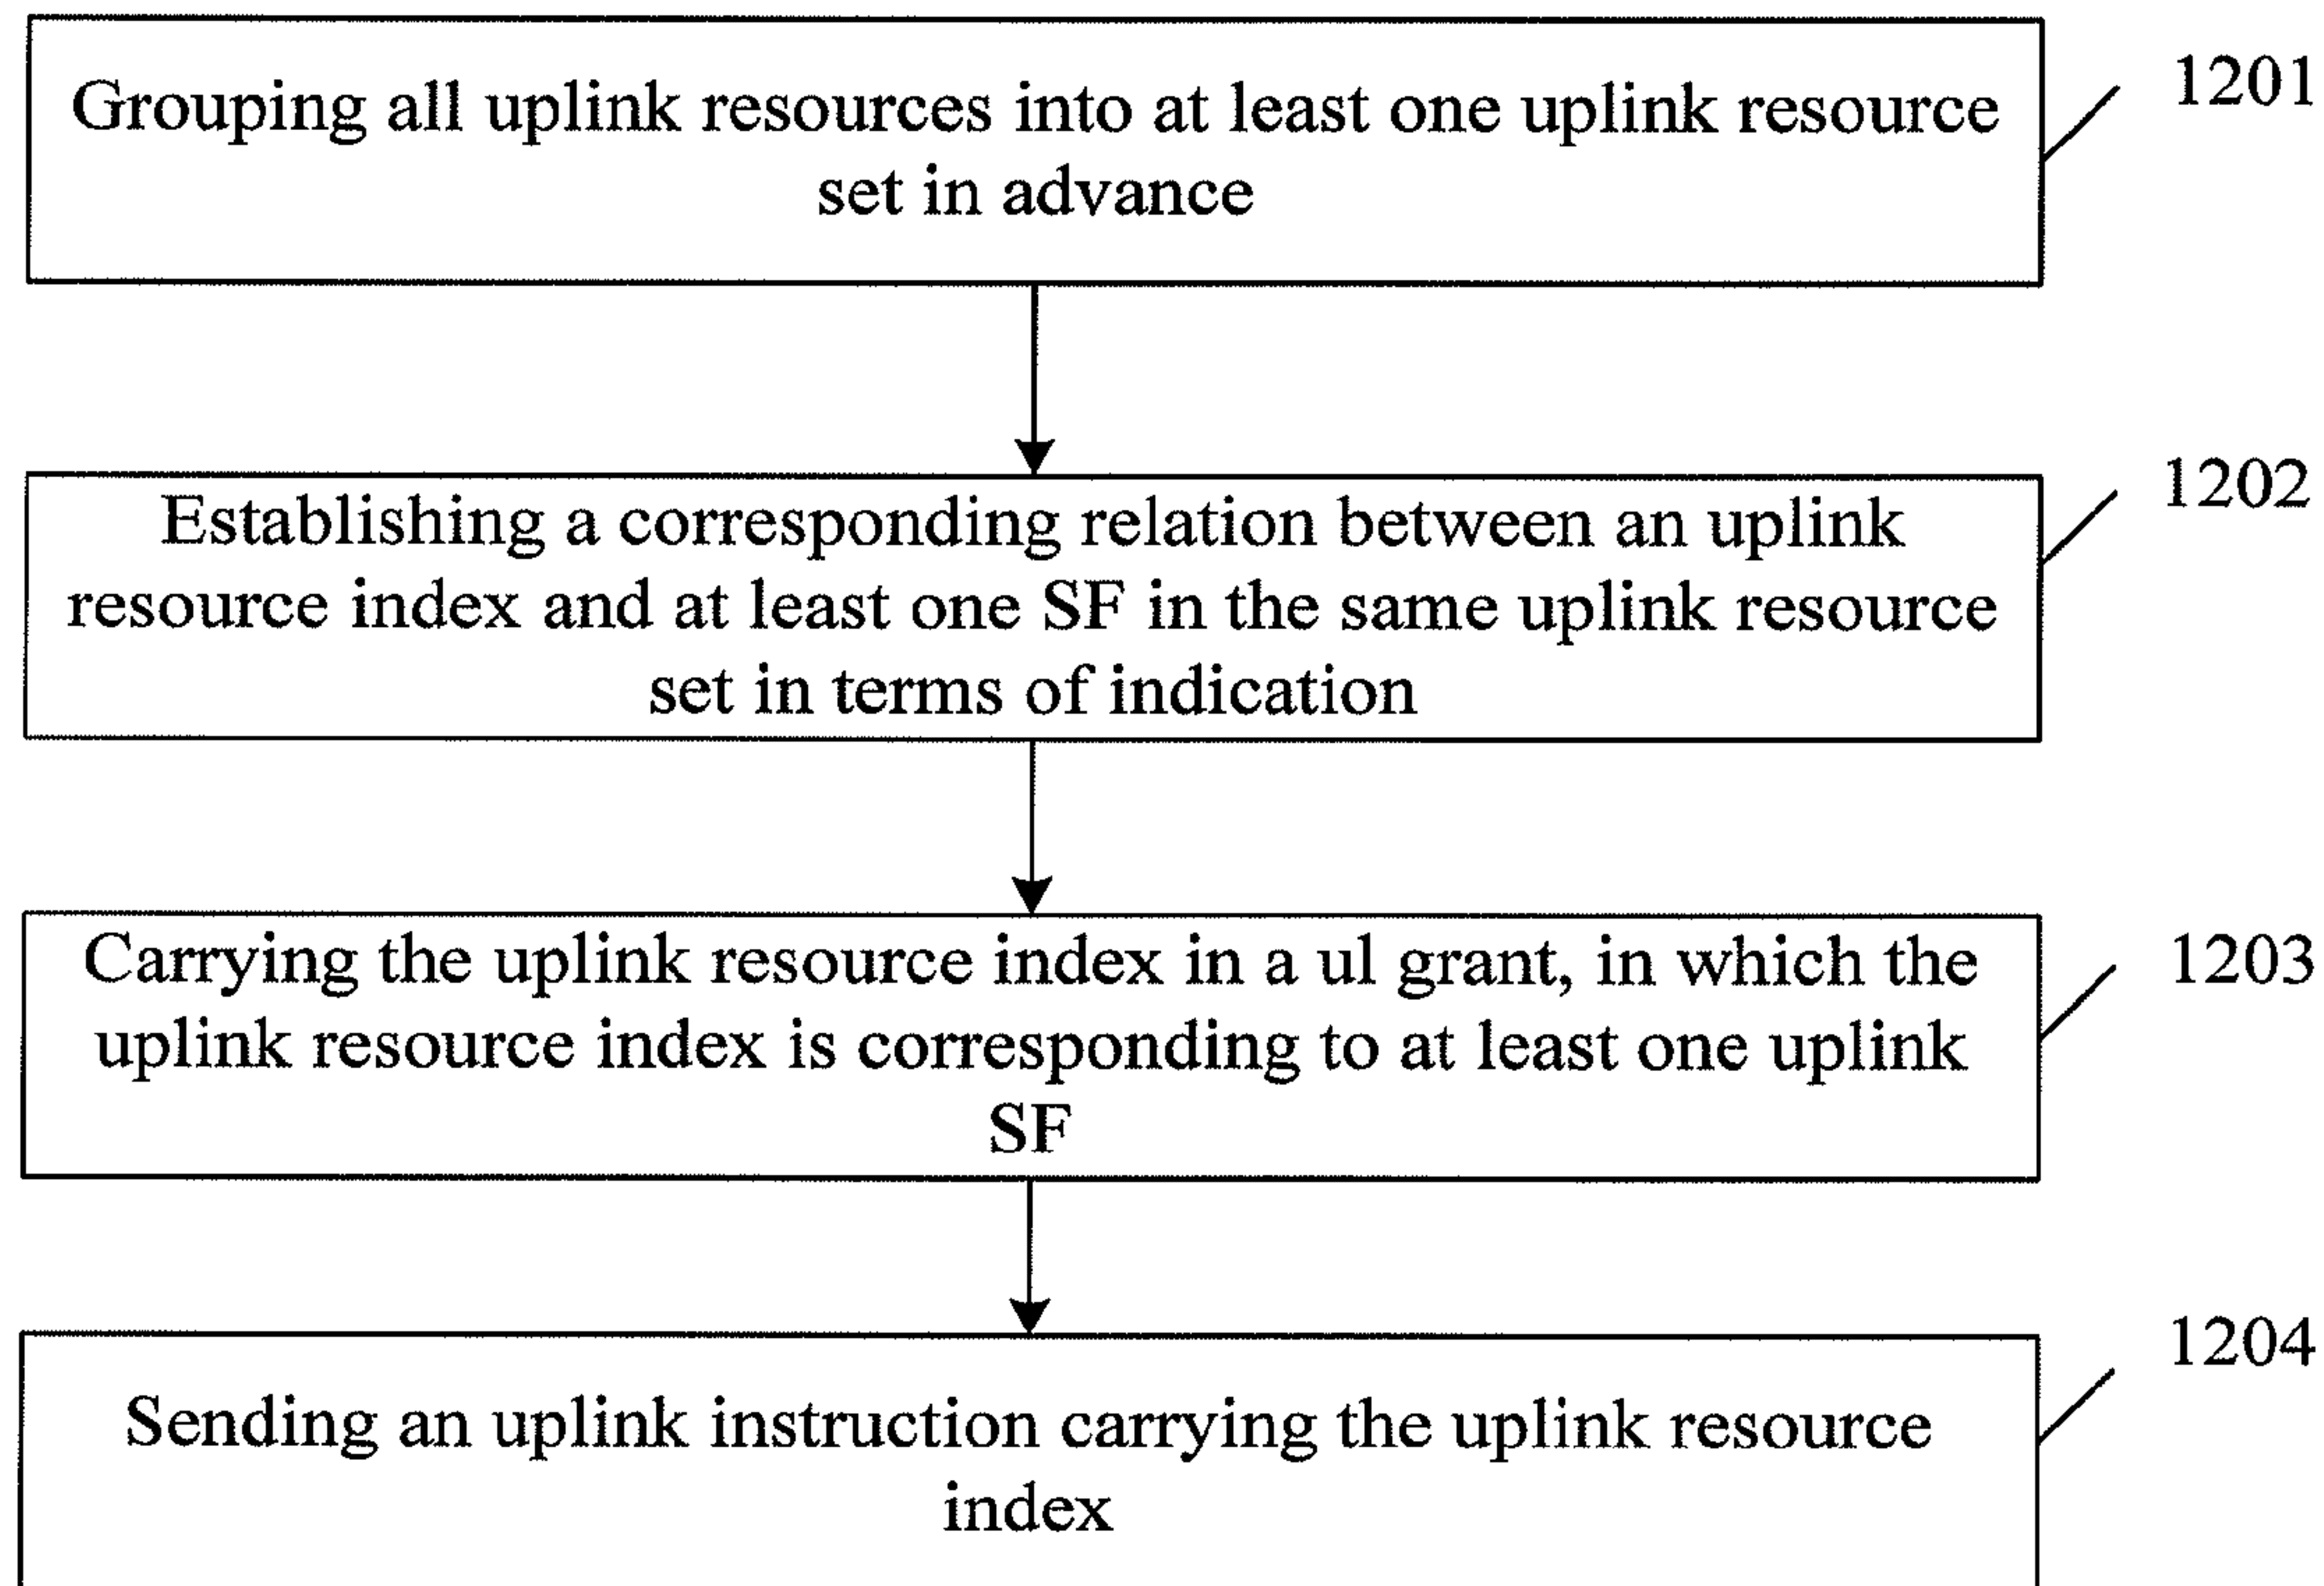 Grouping all uplink resources into at least one uplink resource
set in advance
1201
Establishing a corresponding relation between an uplink
resource index and at least one SF in the same uplink resource
set in terms of indication
1202
Carrying the uplink resource index in a ul grant, in which the
uplink resource index is corresponding to at least one uplink
SF
1203
Sending an uplink instruction carrying the uplink resource
index
1204